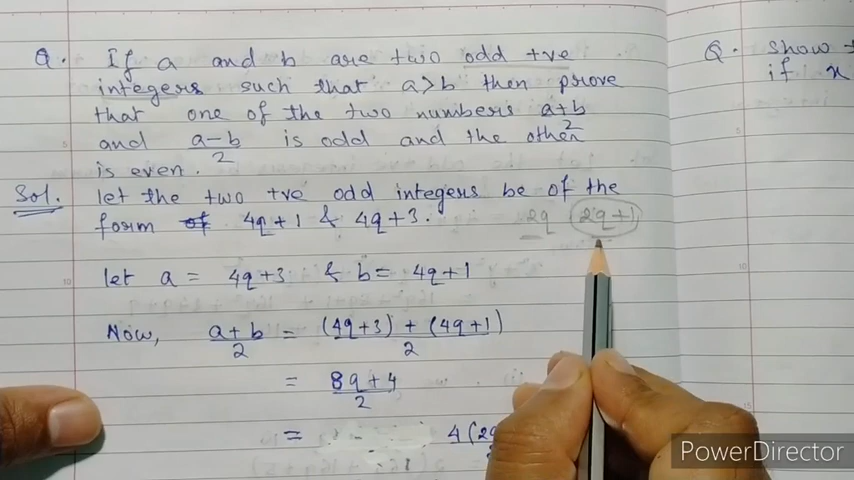 Q. If a and b are two odd +ve
integers such that a>b then prove
that one of the two numbers a+b/2
and a-b/2 is odd and the other
is even.
Sol. let the two +ve odd integers be of the
form of 4q+1 & 4q+3. 2q 2q+1
let a = 4q+3 & b = 4q+1
Now, a+b/2 = (4q+3) + (4q+1)/2
= 8q+4/2
= 4(2q
Q. Show
if x
PowerDirector